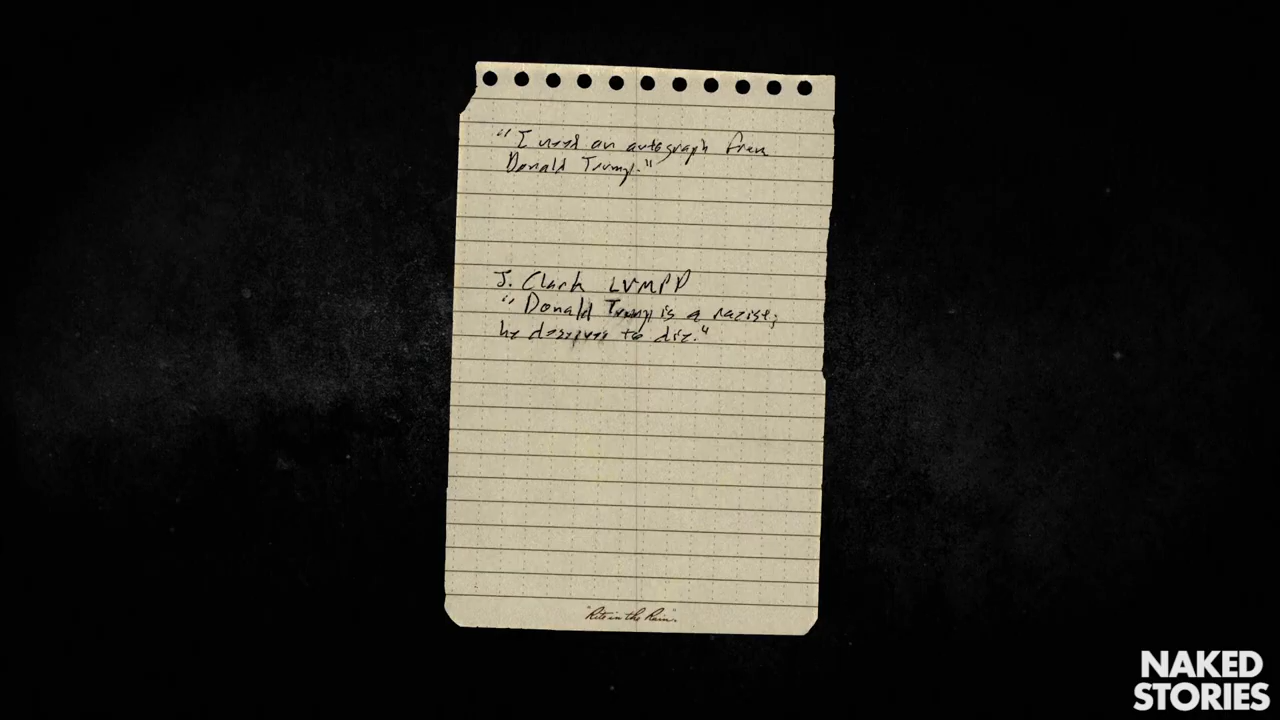 "I need an autograph from
Donald Trump."
J. Clark LVMPD
"Donald Trump is a racist;
he deserves to die."
"Rite in the Rain"
NAKED
STORIES